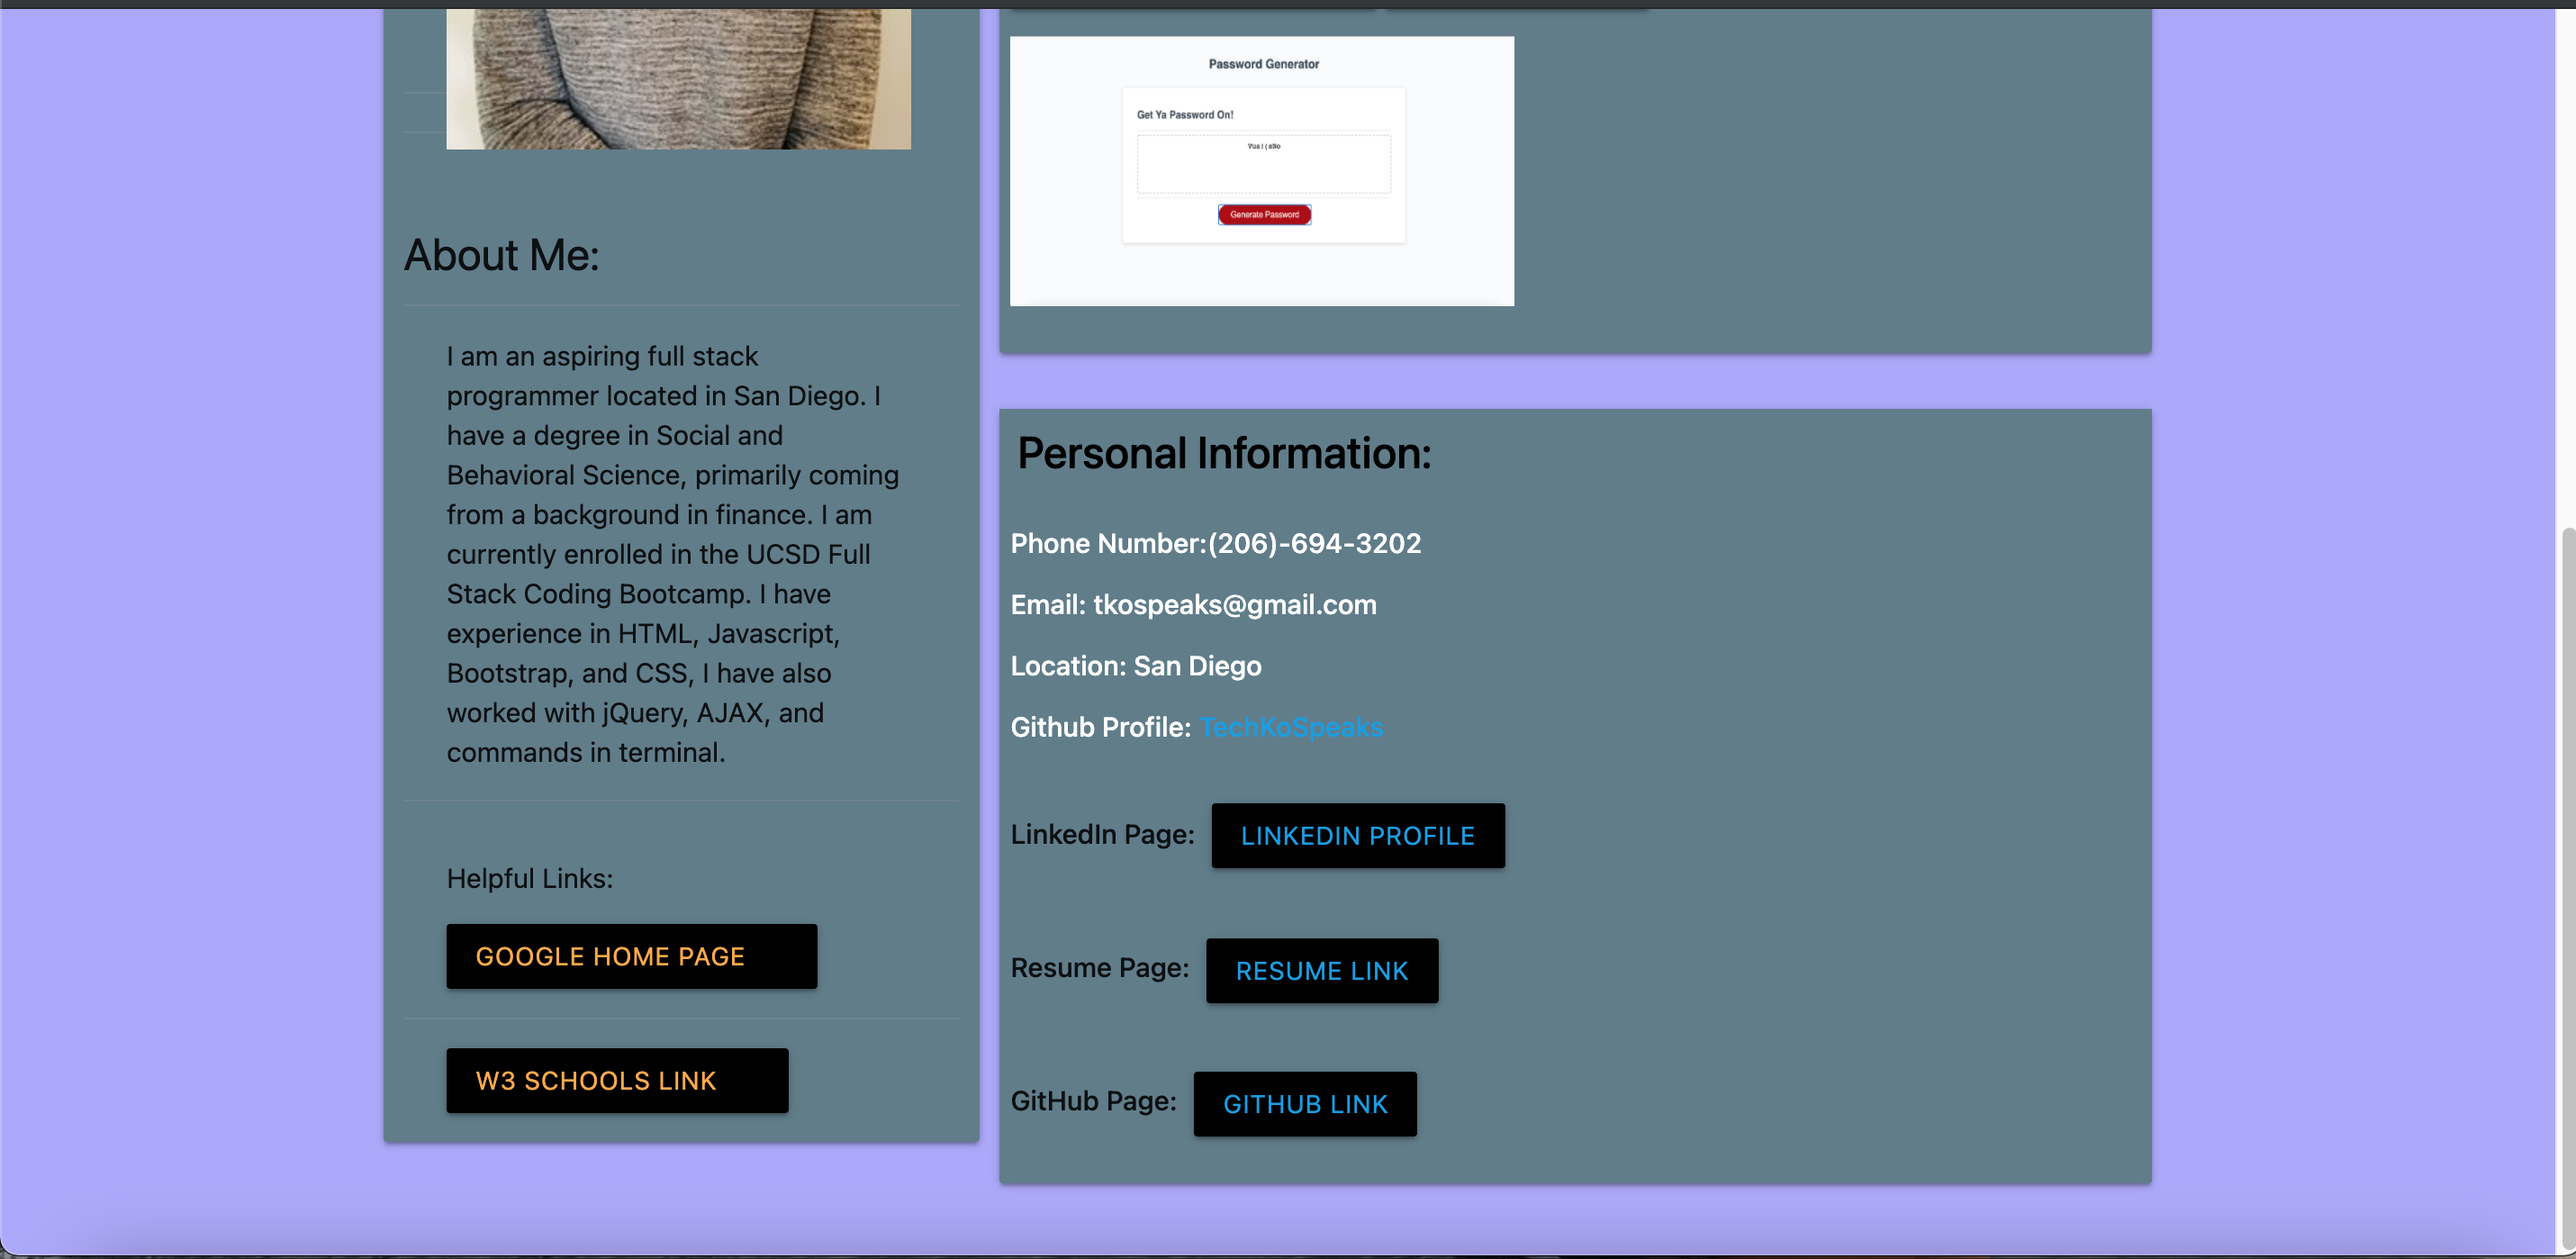 About Me:
I am an aspiring full stack
programmer located in San Diego. I
have a degree in Social and
Behavioral Science, primarily coming
from a background in finance. I am
currently enrolled in the UCSD Full
Stack Coding Bootcamp. I have
experience in HTML, Javascript,
Bootstrap, and CSS, I have also
worked with jQuery, AJAX, and
commands in terminal.
Helpful Links:
GOOGLE HOME PAGE
W3 SCHOOLS LINK
Password Generator
Get Ya Password On!
Generate Password
Personal Information:
Phone Number:(206)-694-3202
Email: tkospeaks@gmail.com
Location: San Diego
Github Profile: TechKoSpeaks
LinkedIn Page: LINKEDIN PROFILE
Resume Page: RESUME LINK
GitHub Page: GITHUB LINK